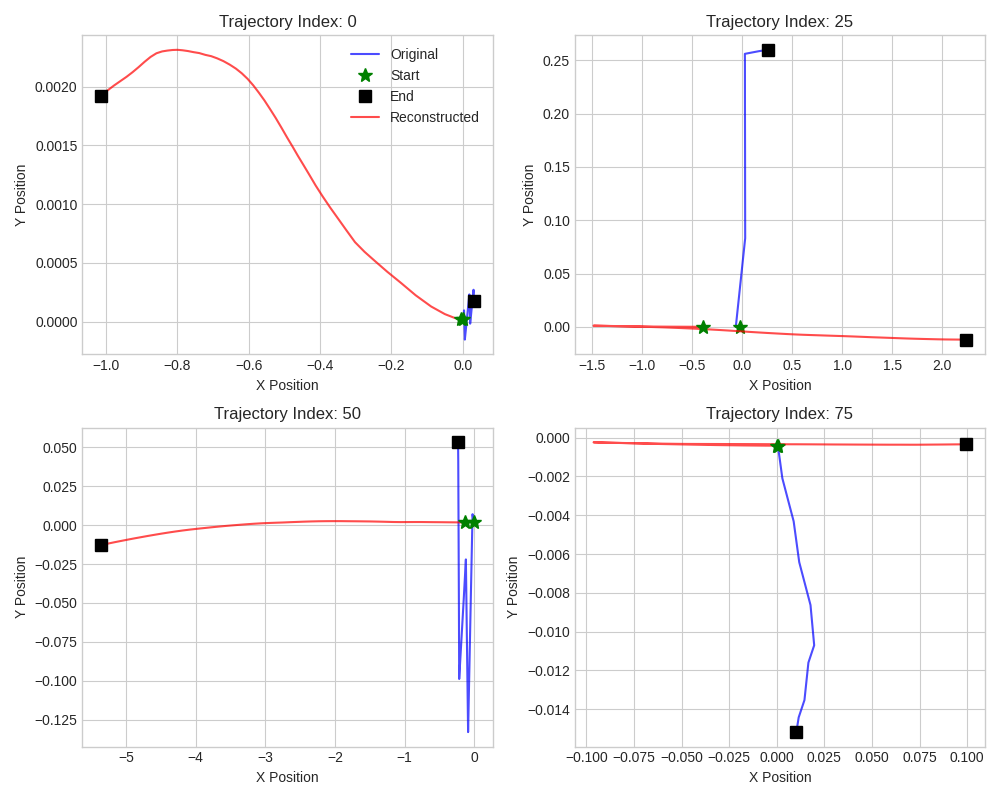 Trajectory Index: 0
Original
Start
End
Reconstructed
0.0020
0.0015
0.0010
0.0005
0.0000
Y Position
−1.0 −0.8 −0.6 −0.4 −0.2 0.0
X Position
Trajectory Index: 25
0.25
0.20
0.15
0.10
0.05
0.00
Y Position
−1.5 −1.0 −0.5 0.0 0.5 1.0 1.5 2.0
X Position
Trajectory Index: 50
0.050
0.025
0.000
−0.025
−0.050
−0.075
−0.100
−0.125
Y Position
−5 −4 −3 −2 −1 0
X Position
Trajectory Index: 75
0.000
−0.002
−0.004
−0.006
−0.008
−0.010
−0.012
−0.014
Y Position
−0.100 −0.075 −0.050 −0.025 0.000 0.025 0.050 0.075 0.100
X Position